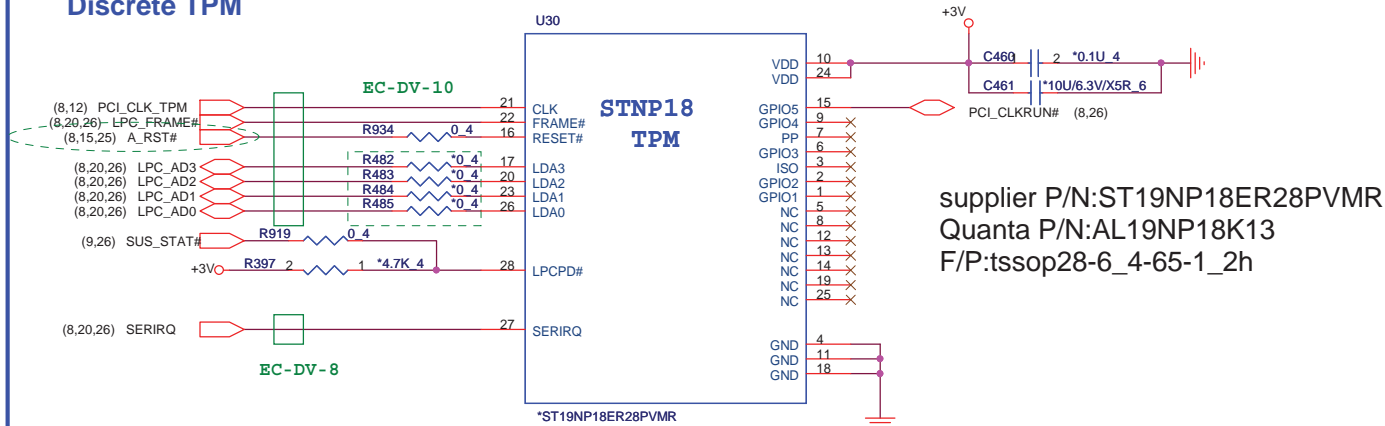 Discrete TPM
U30
+3V
C460 1 2 *0.1U_4
C461 *10U/6.3V/X5R_6
PCI_CLKRUN# (8,26)
EC-DV-10
STNP18
TPM
(8,12) PCI_CLK_TPM 21 CLK
(8,20,26) LPC_FRAME# 22 FRAME#
(8,15,25) A_RST# R934 0_4 16 RESET#
(8,20,26) LPC_AD3 R482 *0_4 17 LDA3
(8,20,26) LPC_AD2 R483 *0_4 20 LDA2
(8,20,26) LPC_AD1 R484 *0_4 23 LDA1
(8,20,26) LPC_AD0 R485 *0_4 26 LDA0
(9,26) SUS_STAT# R919 0_4
+3V R397 2 1 *4.7K_4 28 LPCPD#
(8,20,26) SERIRQ 27 SERIRQ
EC-DV-8
VDD 10
VDD 24
GPIO5 15
GPIO4 9
PP 7
GPIO3 6
ISO 3
GPIO2 2
GPIO1 1
NC 5
NC 8
NC 12
NC 13
NC 14
NC 19
NC 25
GND 4
GND 11
GND 18
*ST19NP18ER28PVMR
supplier P/N:ST19NP18ER28PVMR
Quanta P/N:AL19NP18K13
F/P:tssop28-6_4-65-1_2h